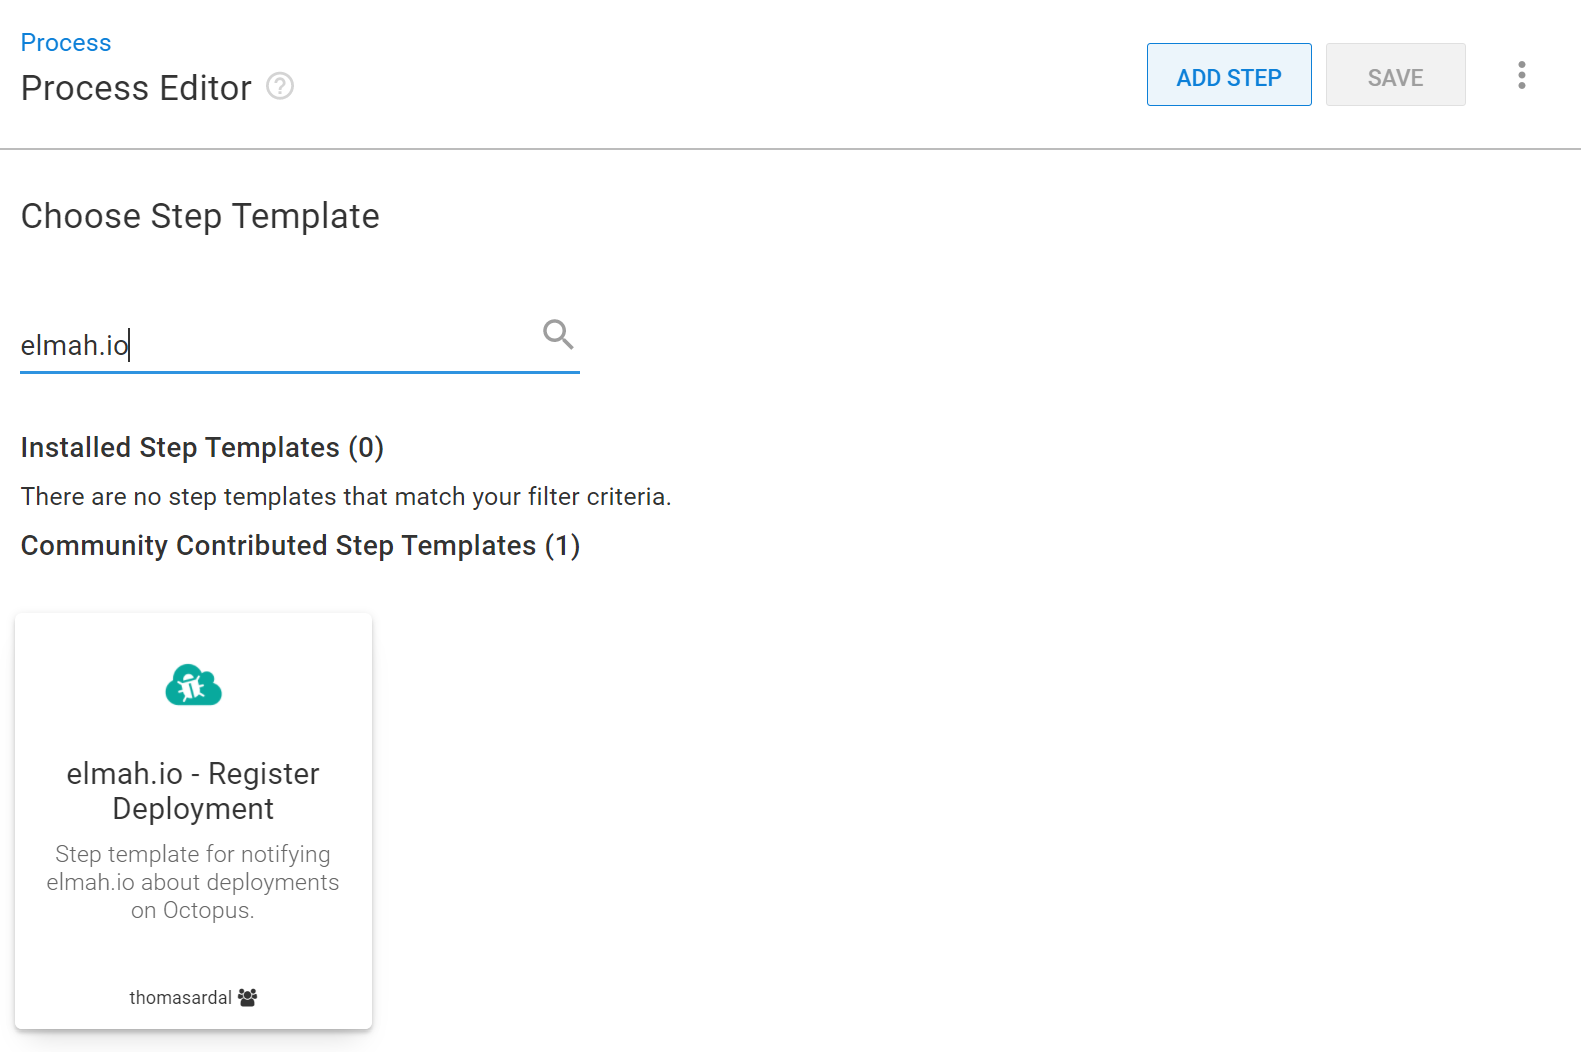 Process
Process Editor ?
ADD STEP
SAVE
Choose Step Template
elmah.io
Installed Step Templates (0)
There are no step templates that match your filter criteria.
Community Contributed Step Templates (1)
elmah.io - Register
Deployment
Step template for notifying
elmah.io about deployments
on Octopus.
thomasardal